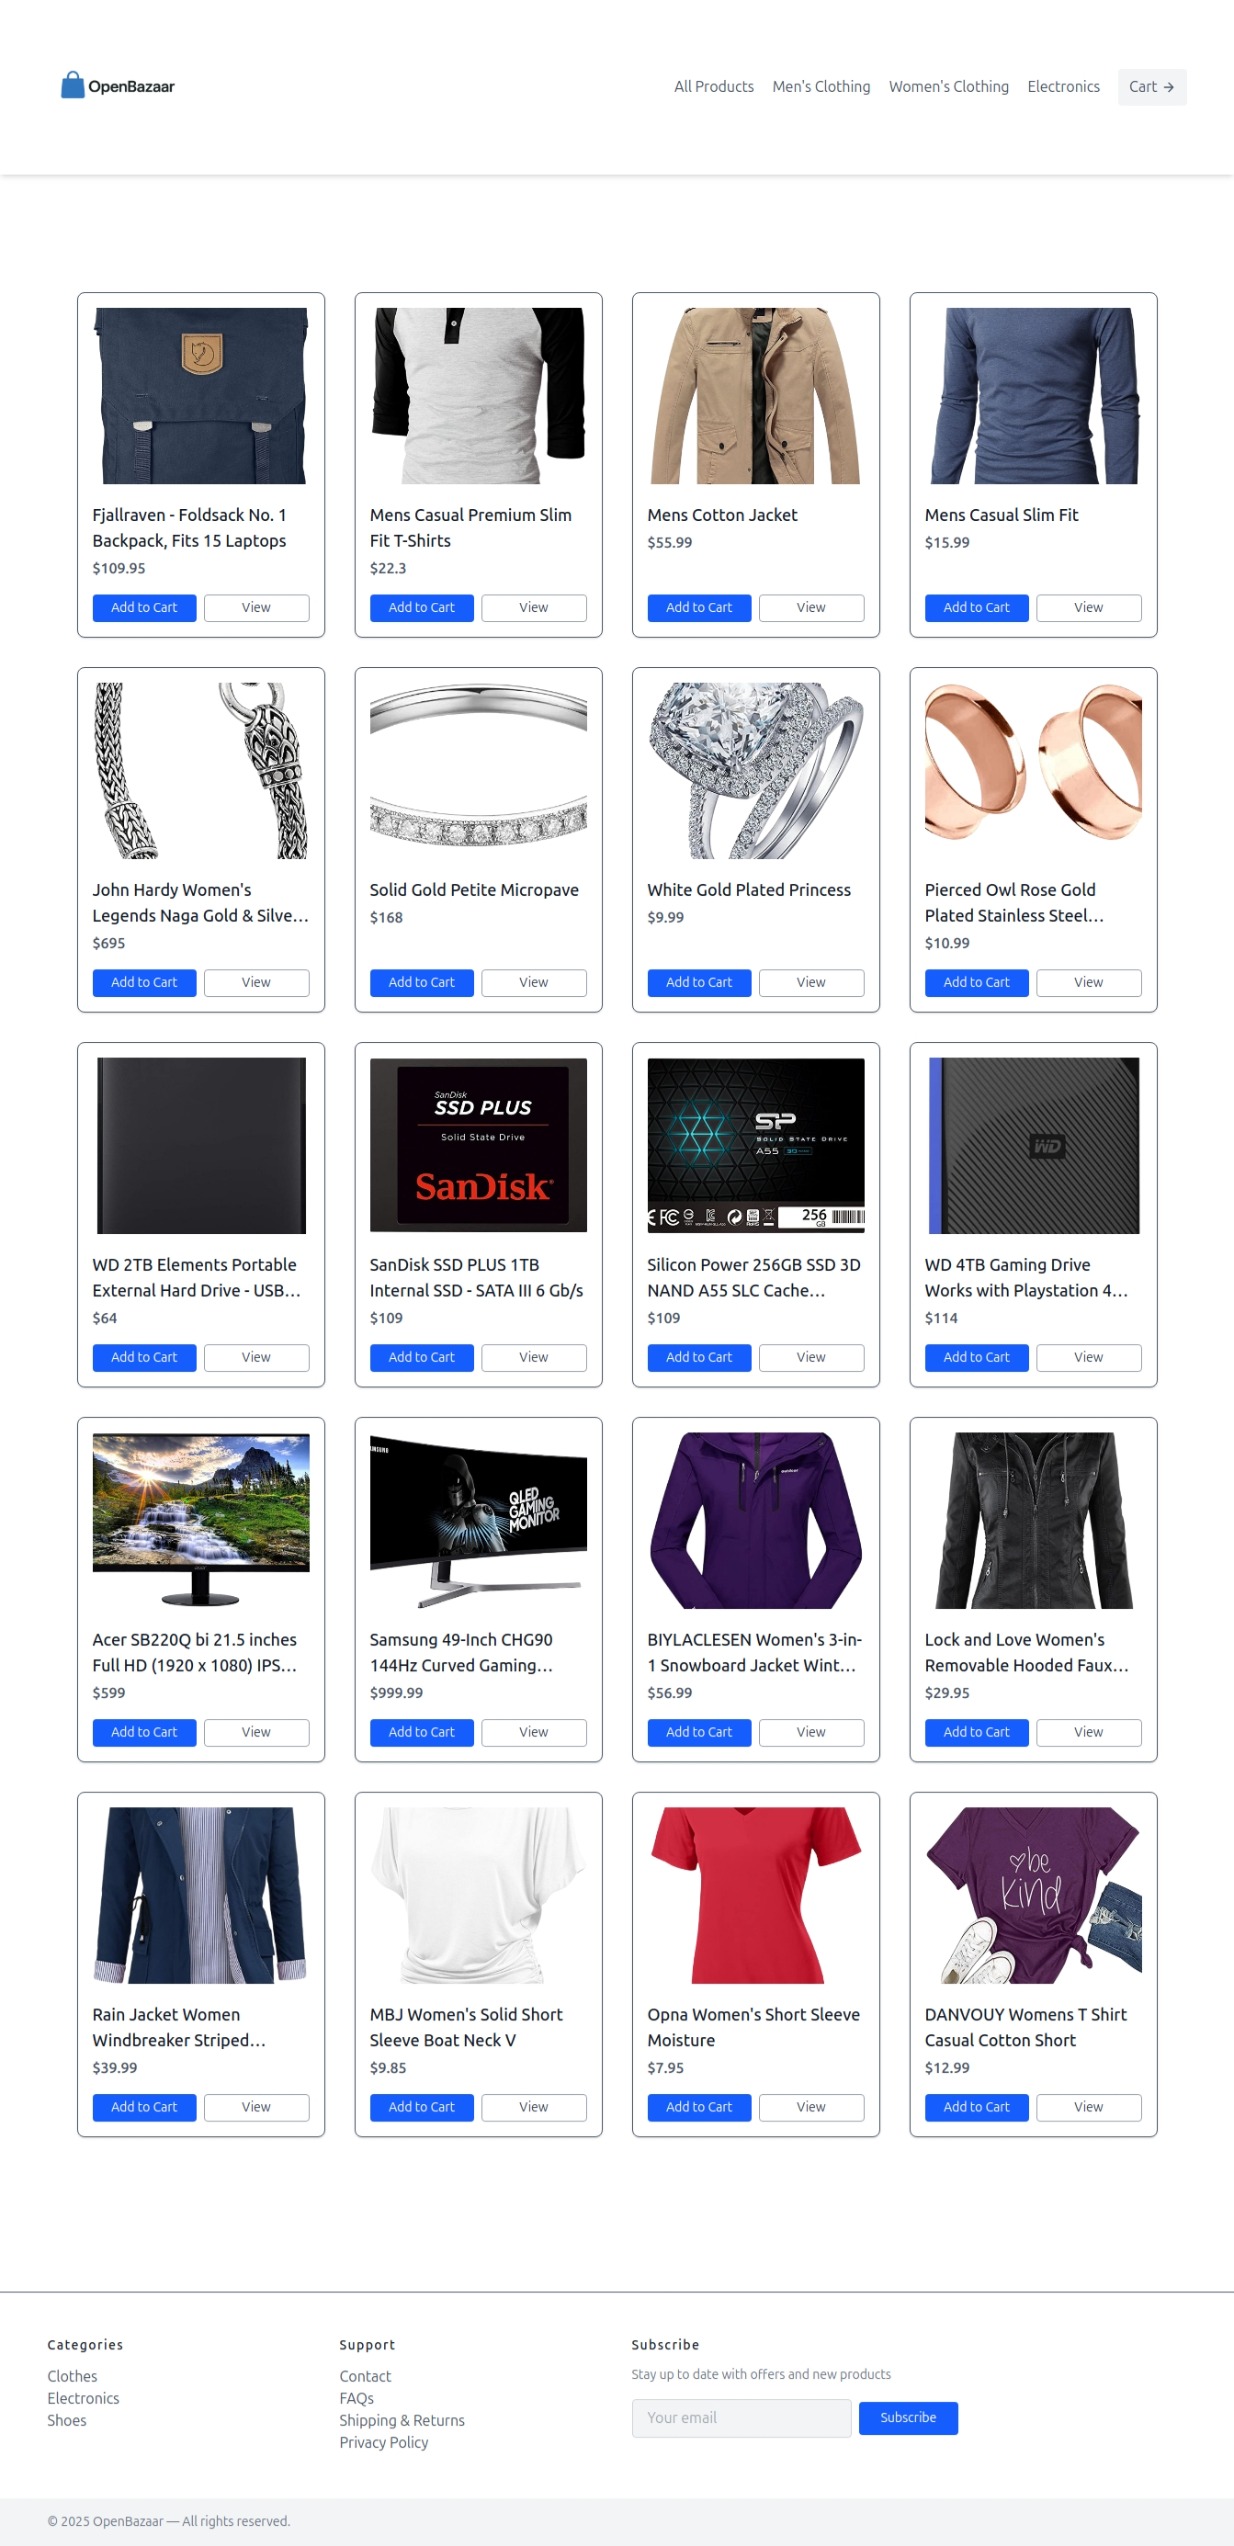 OpenBazaar
All Products Men's Clothing Women's Clothing Electronics Cart →
Fjallraven - Foldsack No. 1
Backpack, Fits 15 Laptops
$109.95
Add to Cart View
Mens Casual Premium Slim
Fit T-Shirts
$22.3
Add to Cart View
Mens Cotton Jacket
$55.99
Add to Cart View
Mens Casual Slim Fit
$15.99
Add to Cart View
John Hardy Women's
Legends Naga Gold & Silve...
$695
Add to Cart View
Solid Gold Petite Micropave
$168
Add to Cart View
White Gold Plated Princess
$9.99
Add to Cart View
Pierced Owl Rose Gold
Plated Stainless Steel...
$10.99
Add to Cart View
WD 2TB Elements Portable
External Hard Drive - USB...
$64
Add to Cart View
SanDisk
SSD PLUS
Solid State Drive
SanDisk
SanDisk SSD PLUS 1TB
Internal SSD - SATA III 6 Gb/s
$109
Add to Cart View
SP
SOLID STATE DRIVE
A55 3D
256
GB
Silicon Power 256GB SSD 3D
NAND A55 SLC Cache...
$109
Add to Cart View
WD
WD 4TB Gaming Drive
Works with Playstation 4...
$114
Add to Cart View
Acer SB220Q bi 21.5 inches
Full HD (1920 x 1080) IPS...
$599
Add to Cart View
QLED
GAMING
MONITOR
Samsung 49-Inch CHG90
144Hz Curved Gaming...
$999.99
Add to Cart View
BIYLACLESEN Women's 3-in-
1 Snowboard Jacket Wint...
$56.99
Add to Cart View
Lock and Love Women's
Removable Hooded Faux...
$29.95
Add to Cart View
Rain Jacket Women
Windbreaker Striped...
$39.99
Add to Cart View
MBJ Women's Solid Short
Sleeve Boat Neck V
$9.85
Add to Cart View
Opna Women's Short Sleeve
Moisture
$7.95
Add to Cart View
be
kind
DANVOUY Womens T Shirt
Casual Cotton Short
$12.99
Add to Cart View
Categories
Clothes
Electronics
Shoes
Support
Contact
FAQs
Shipping & Returns
Privacy Policy
Subscribe
Stay up to date with offers and new products
Your email Subscribe
© 2025 OpenBazaar — All rights reserved.